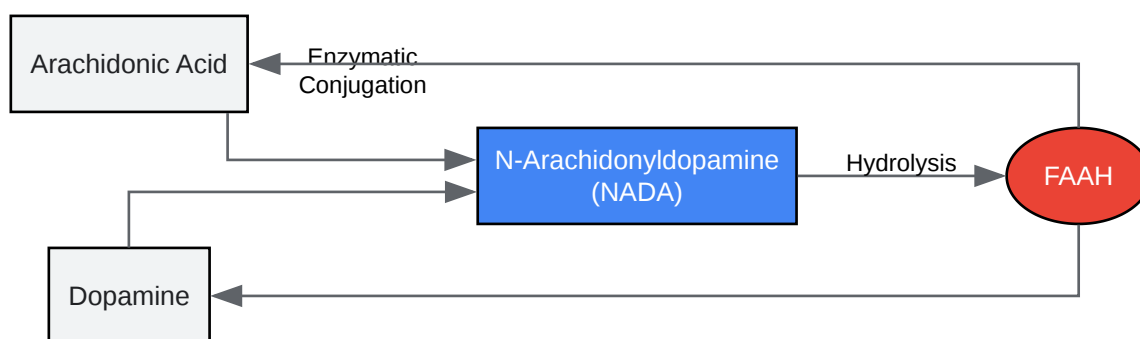 Arachidonic Acid
Enzymatic
Conjugation
N-Arachidonyldopamine
(NADA)
Hydrolysis
FAAH
Dopamine